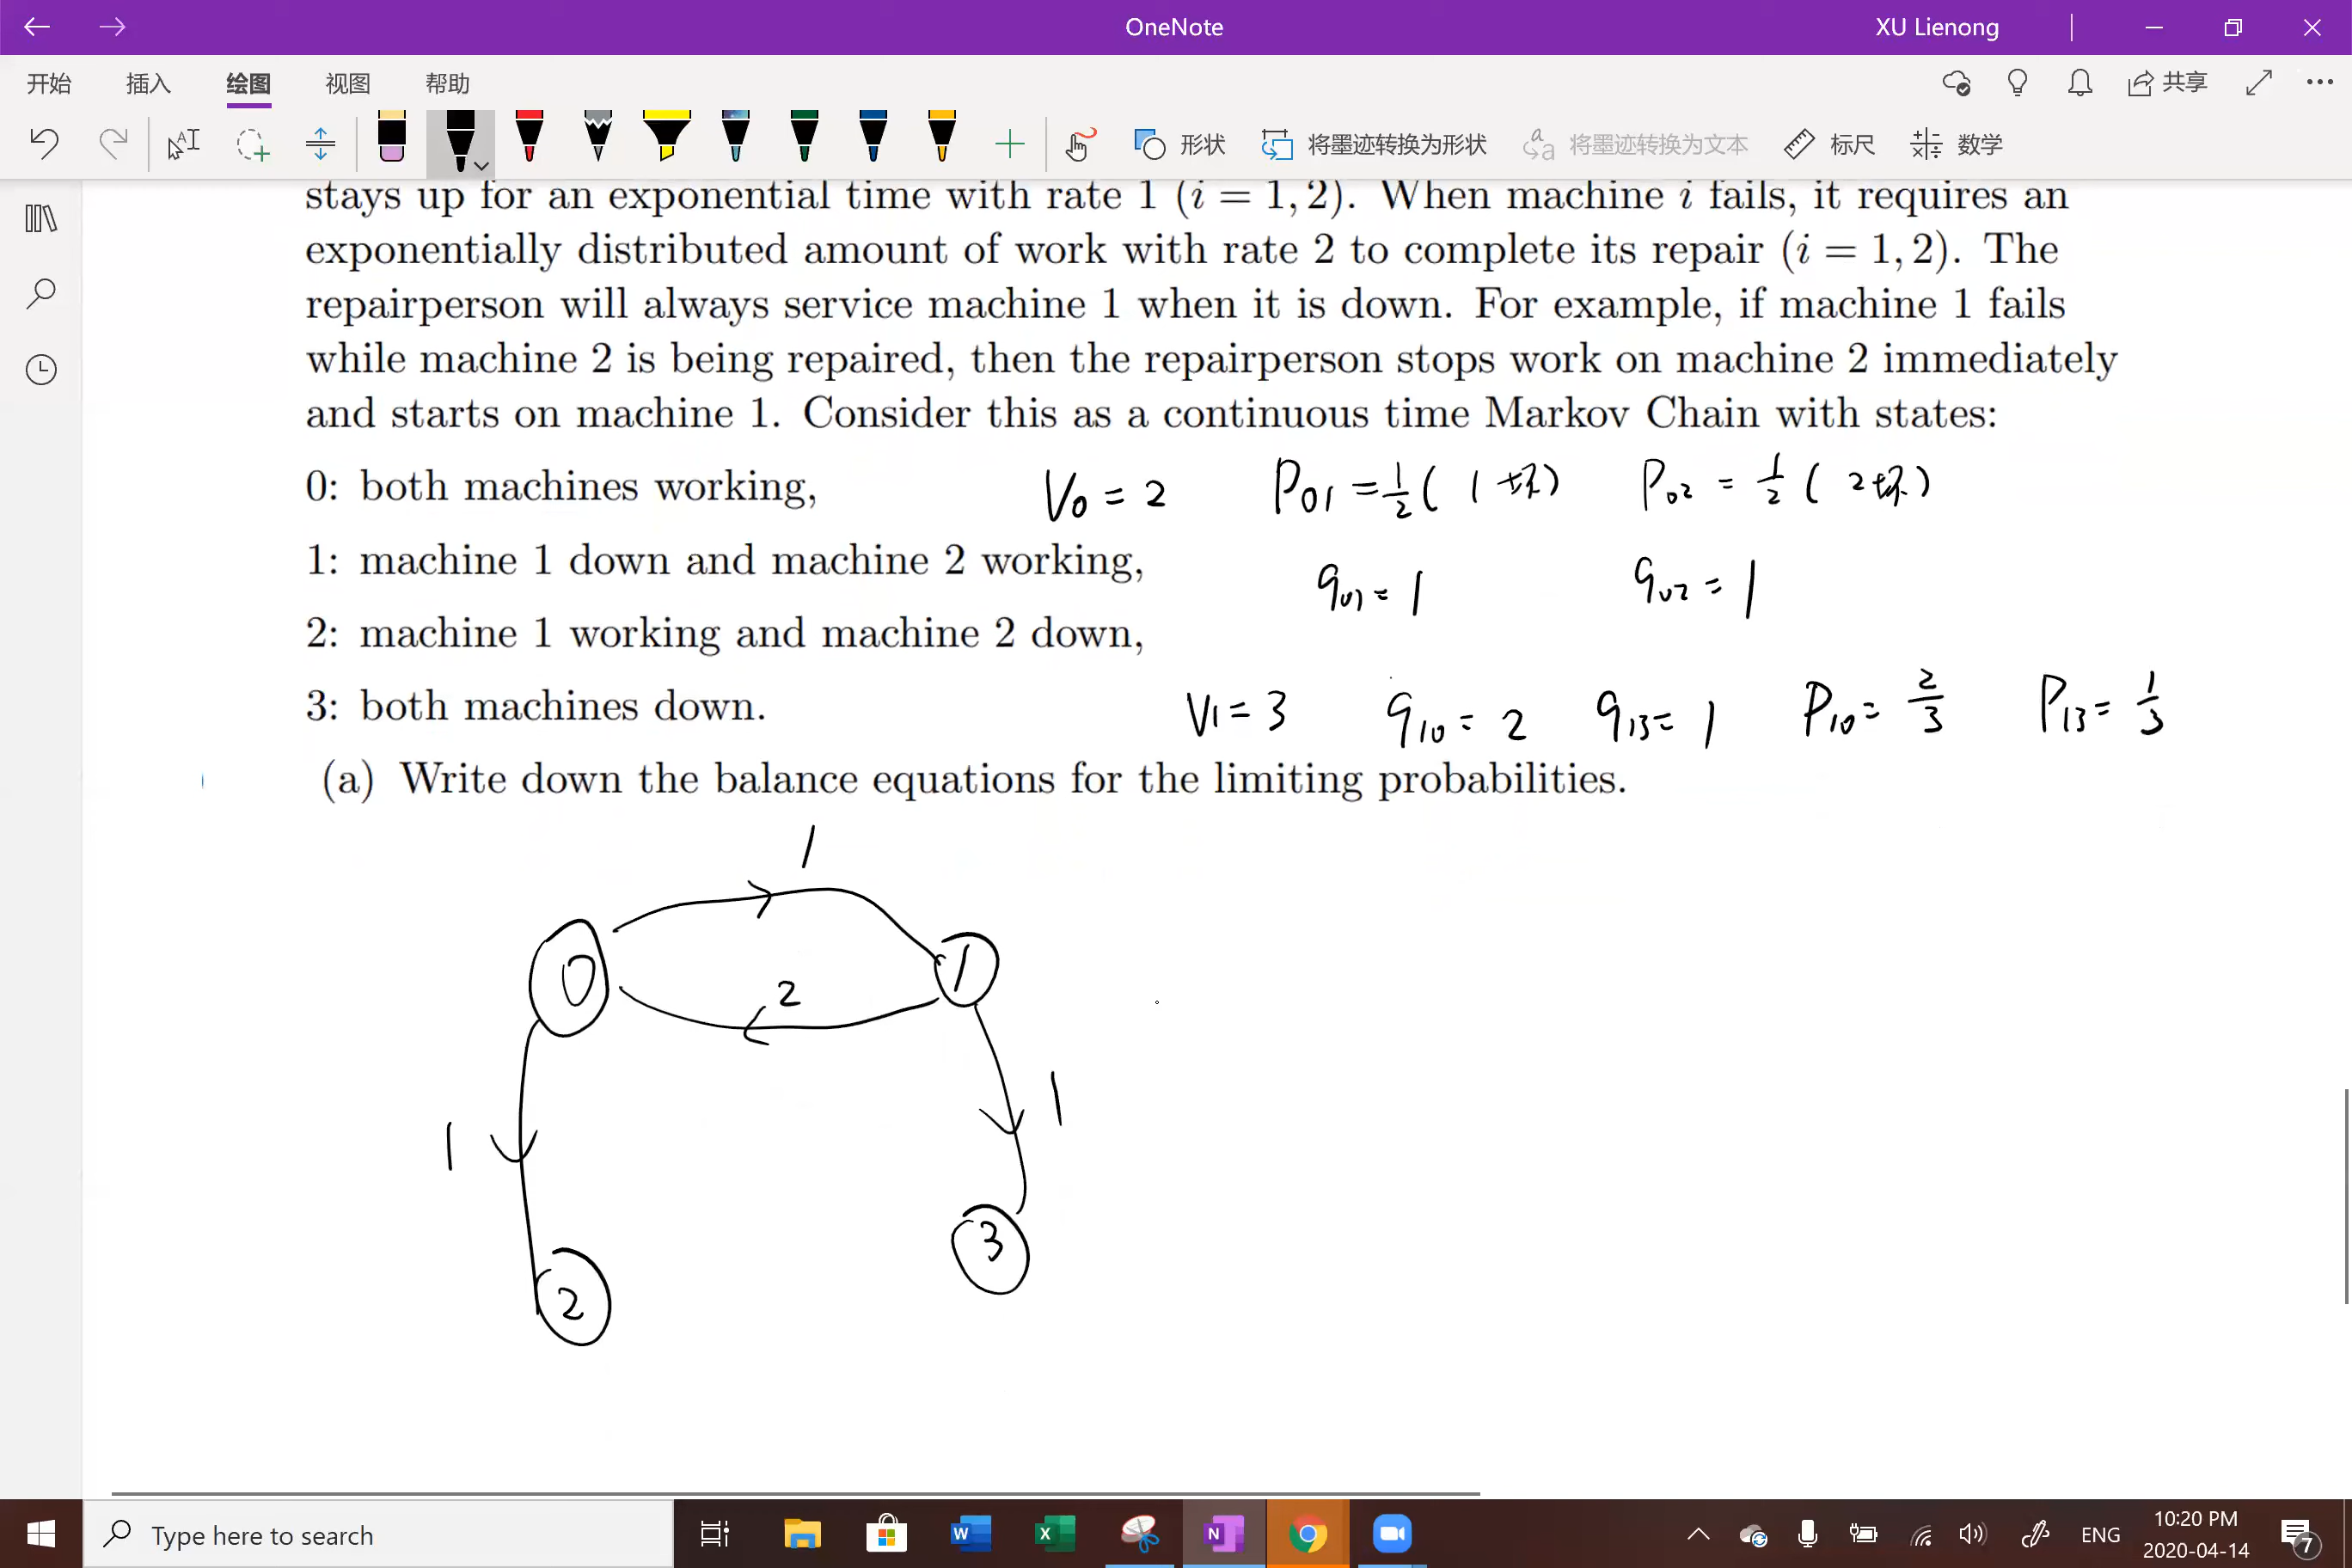 OneNote
XU Lienong
开始 插入 绘图 视图 帮助
共享
形状 将墨迹转换为形状 将墨迹转换为文本 标尺 数学
stays up for an exponential time with rate 1 (i = 1, 2). When machine i fails, it requires an
exponentially distributed amount of work with rate 2 to complete its repair (i = 1, 2). The
repairperson will always service machine 1 when it is down. For example, if machine 1 fails
while machine 2 is being repaired, then the repairperson stops work on machine 2 immediately
and starts on machine 1. Consider this as a continuous time Markov Chain with states:
0: both machines working,
V₀ = 2 P₀₁ = 1/2 ( 1 坏) P₀₂ = 1/2 ( 2 坏)
1: machine 1 down and machine 2 working,
q₀₁ = 1 q₀₂ = 1
2: machine 1 working and machine 2 down,
3: both machines down.
V₁ = 3 q₁₀ = 2 q₁₃ = 1 P₁₀ = 2/3 P₁₃ = 1/3
(a) Write down the balance equations for the limiting probabilities.
1
0 1
2
1 1
3
2
Type here to search
ENG
10:20 PM
2020-04-14
7